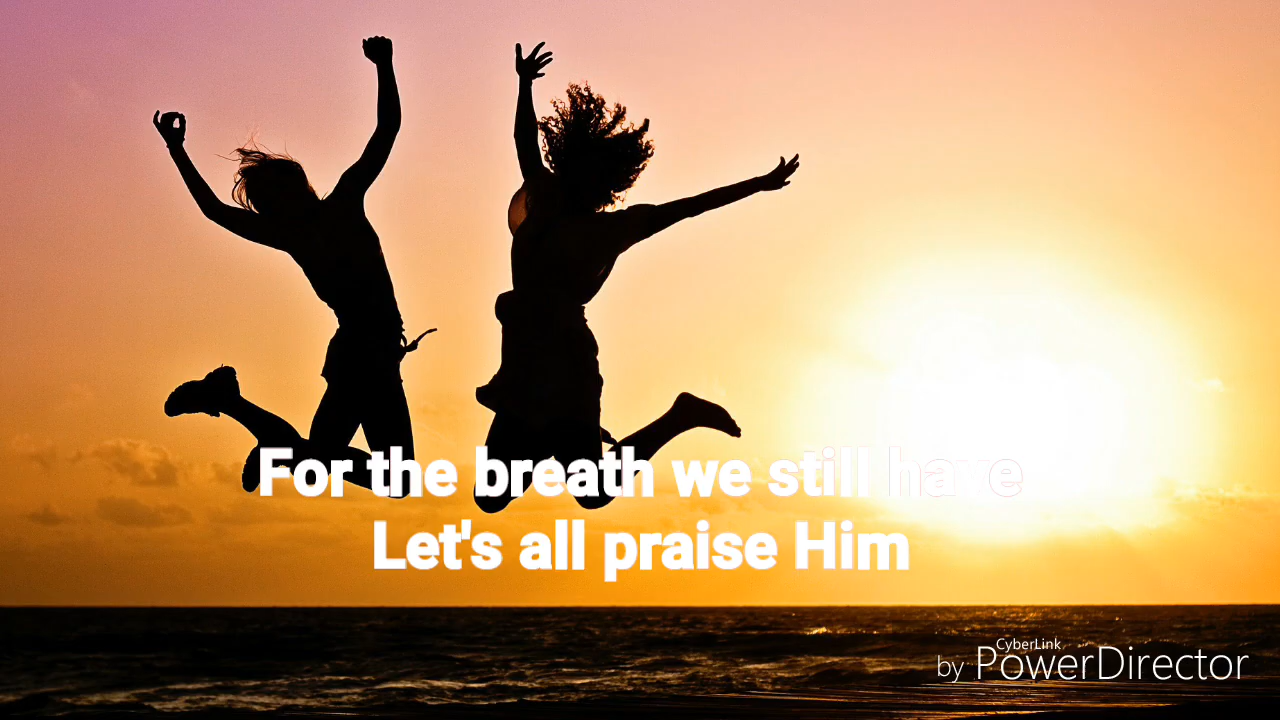 For the breath we still have
Let's all praise Him
CyberLink
by PowerDirector